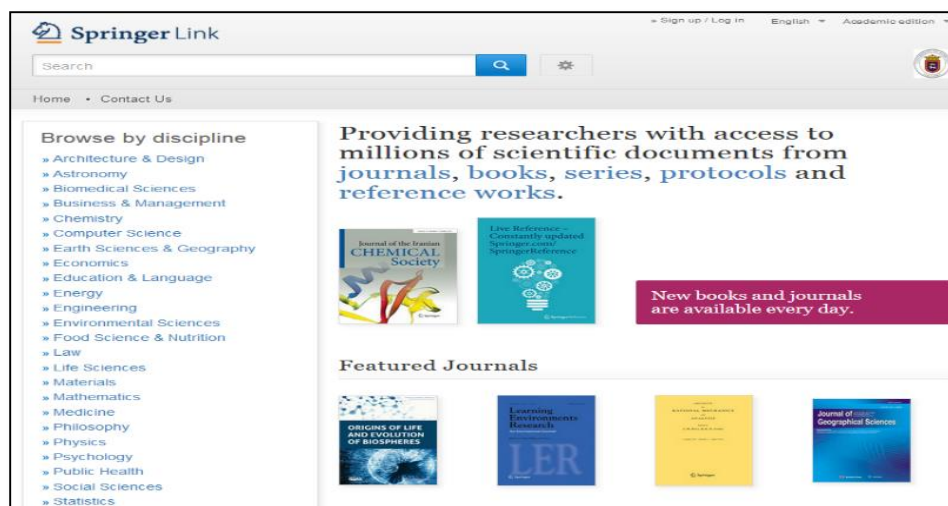 » Sign up / Log in English Academic edition
Springer Link
Search
Home • Contact Us
Browse by discipline
» Architecture & Design
» Astronomy
» Biomedical Sciences
» Business & Management
» Chemistry
» Computer Science
» Earth Sciences & Geography
» Economics
» Education & Language
» Energy
» Engineering
» Environmental Sciences
» Food Science & Nutrition
» Law
» Life Sciences
» Materials
» Mathematics
» Medicine
» Philosophy
» Physics
» Psychology
» Public Health
» Social Sciences
» Statistics
Providing researchers with access to
millions of scientific documents from
journals, books, series, protocols and
reference works.
Journal of the Iranian
CHEMICAL
Society
Springer
Live Reference –
Constantly updated
Springer.com/
SpringerReference
New books and journals
are available every day.
Featured Journals
ORIGINS OF LIFE
AND EVOLUTION
OF BIOSPHERES
Learning
Environments
Research
LER
RATIONAL MECHANICS
ANALYSIS
Springer
Journal of
Geographical Sciences